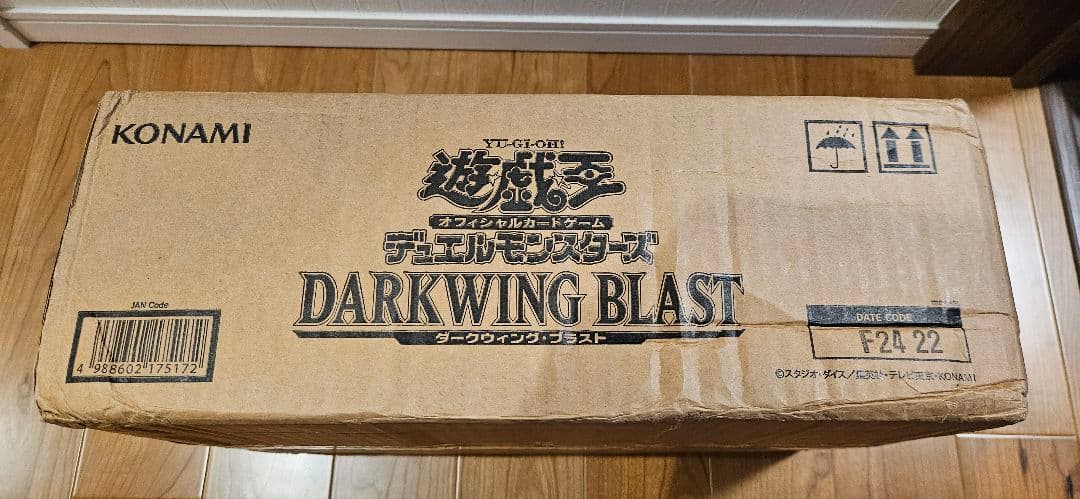 KONAMI
YU-GI-OH!
遊戯王
オフィシャルカードゲーム
デュエルモンスターズ
DARKWING BLAST
ダークウィング・ブラスト
JAN Code
4 988602 175172
DATE CODE
F24 22
©スタジオ・ダイス/集英社・テレビ東京・KONAMI